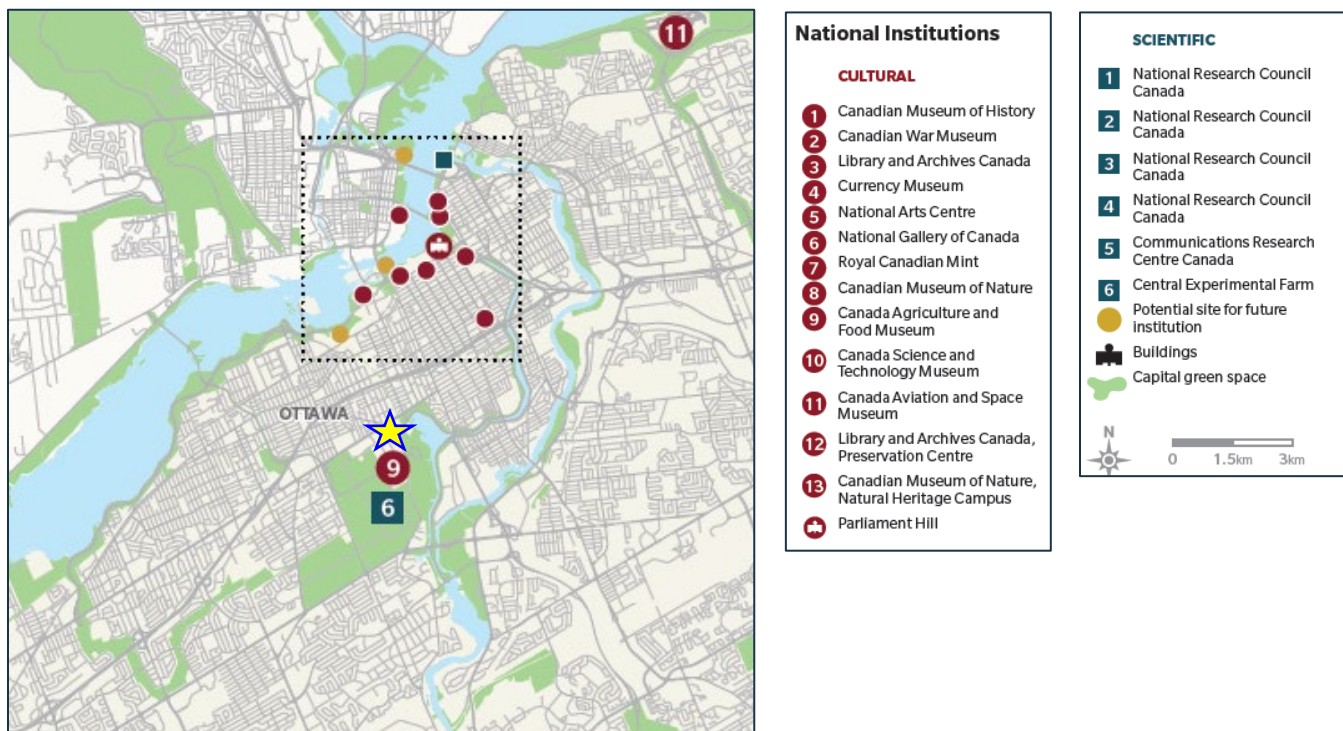 11
OTTAWA
9
6
National Institutions
CULTURAL
1 Canadian Museum of History
2 Canadian War Museum
3 Library and Archives Canada
4 Currency Museum
5 National Arts Centre
6 National Gallery of Canada
7 Royal Canadian Mint
8 Canadian Museum of Nature
9 Canada Agriculture and
Food Museum
10 Canada Science and
Technology Museum
11 Canada Aviation and Space
Museum
12 Library and Archives Canada,
Preservation Centre
13 Canadian Museum of Nature,
Natural Heritage Campus
Parliament Hill
SCIENTIFIC
1 National Research Council
Canada
2 National Research Council
Canada
3 National Research Council
Canada
4 National Research Council
Canada
5 Communications Research
Centre Canada
6 Central Experimental Farm
Potential site for future
institution
Buildings
Capital green space
N
0 1.5km 3km